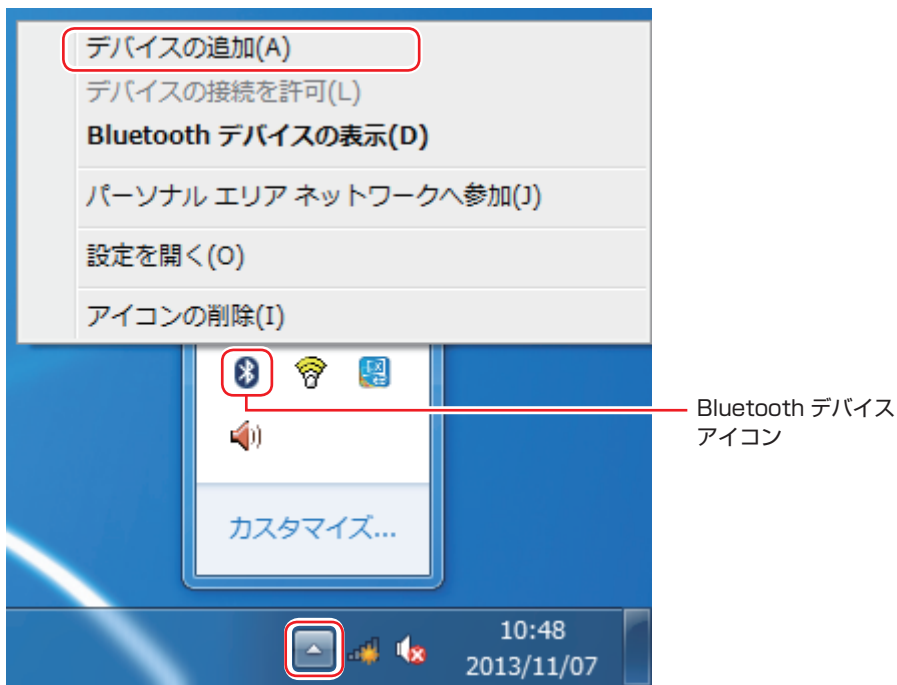 デバイスの追加(A)
デバイスの接続を許可(L)
Bluetooth デバイスの表示(D)
パーソナル エリア ネットワークへ参加(J)
設定を開く(O)
アイコンの削除(I)
Bluetooth デバイス
アイコン
カスタマイズ...
10:48
2013/11/07